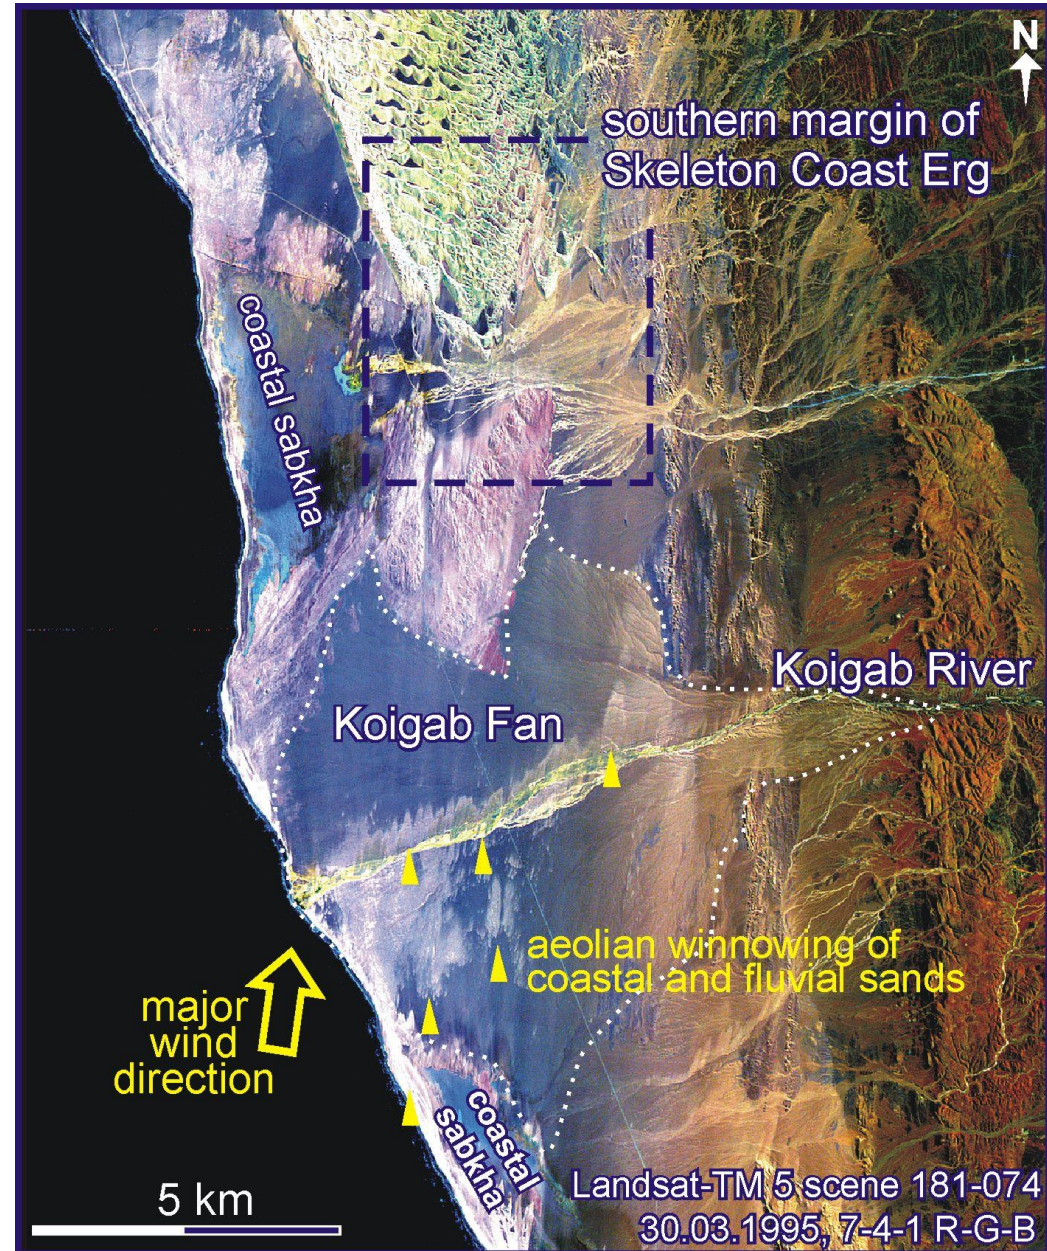 N
southern margin of
Skeleton Coast Erg
coastal sabkha
Koigab River
Koigab Fan
aeolian winnowing of
coastal and fluvial sands
major
wind
direction
coastal
sabkha
5 km
Landsat-TM 5 scene 181-074
30.03.1995, 7-4-1 R-G-B